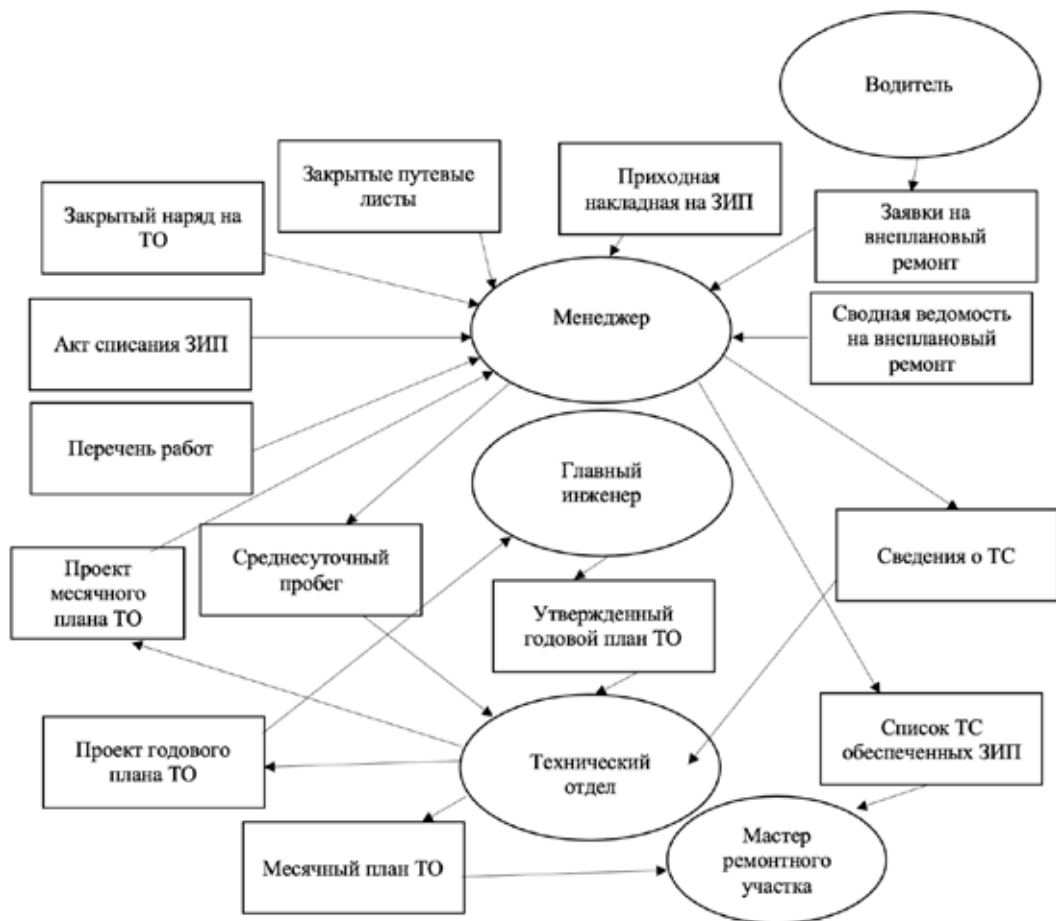 Водитель
Закрытые путевые
листы
Приходная
накладная на ЗИП
Закрытый наряд на
ТО
Заявки на
внеплановый
ремонт
Менеджер
Акт списания ЗИП
Сводная ведомость
на внеплановый
ремонт
Перечень работ
Главный
инженер
Среднесуточный
пробег
Сведения о ТС
Проект
месячного
плана ТО
Утвержденный
годовой план ТО
Проект годового
плана ТО
Технический
отдел
Список ТС
обеспеченных ЗИП
Месячный план ТО
Мастер
ремонтного
участка